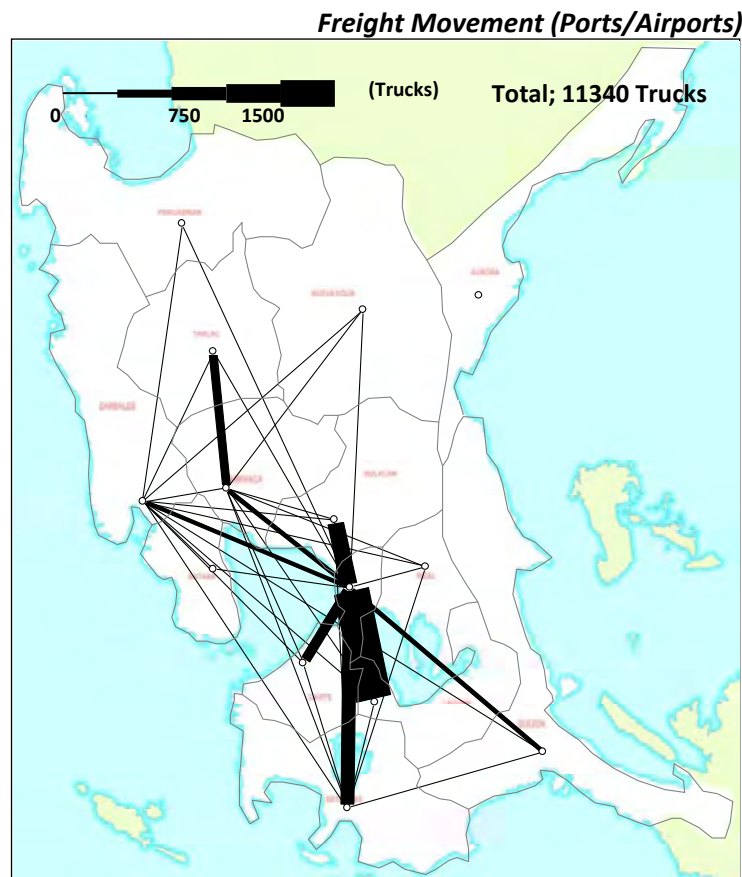 Freight Movement (Ports/Airports)
(Trucks)
Total; 11340 Trucks
0 750 1500
PANGASINAN
AURORA
NUEVA ECIJA
TARLAC
ZAMBALES
BULACAN
BATAAN
RIZAL
CAVITE
QUEZON